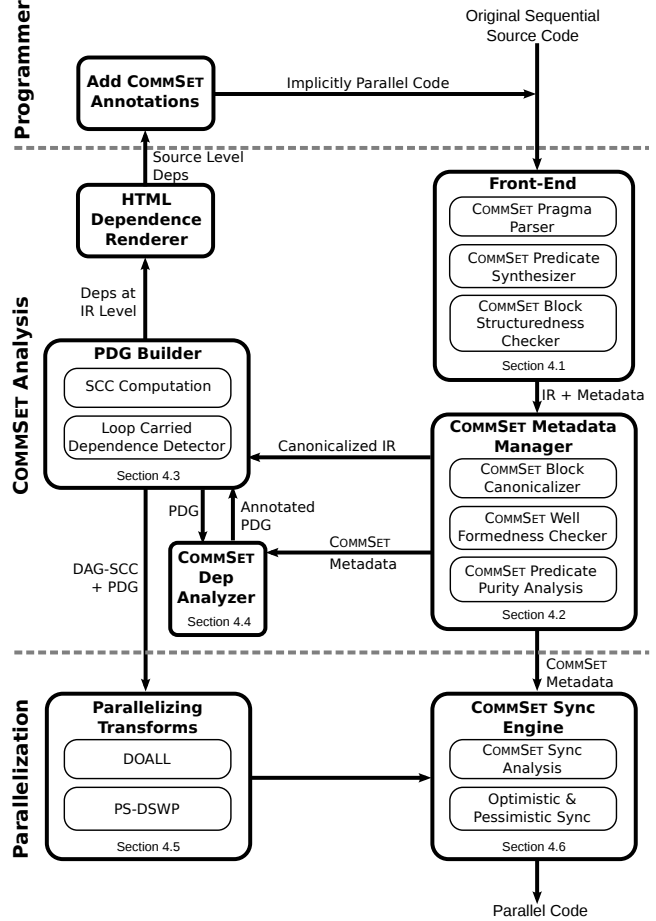 Original Sequential
Source Code
Programmer
Add COMMSET
Annotations
Implicitly Parallel Code
Source Level
Deps
HTML
Dependence
Renderer
Deps at
IR Level
Front-End
COMMSET Pragma
Parser
COMMSET Predicate
Synthesizer
COMMSET Block
Structuredness
Checker
Section 4.1
IR + Metadata
COMMSET Analysis
PDG Builder
SCC Computation
Loop Carried
Dependence Detector
Section 4.3
Canonicalized IR
COMMSET Metadata
Manager
COMMSET Block
Canonicalizer
COMMSET Well
Formedness Checker
COMMSET Predicate
Purity Analysis
Section 4.2
PDG
Annotated
PDG
COMMSET
Metadata
COMMSET
Dep
Analyzer
Section 4.4
DAG-SCC
+ PDG
COMMSET
Metadata
Parallelization
Parallelizing
Transforms
DOALL
PS-DSWP
Section 4.5
COMMSET Sync
Engine
COMMSET Sync
Analysis
Optimistic &
Pessimistic Sync
Section 4.6
Parallel Code